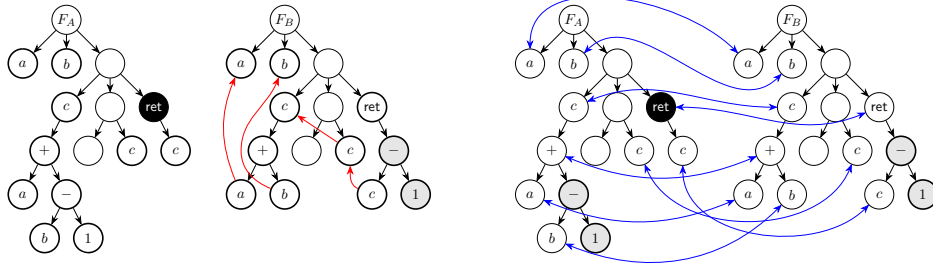 F_A F_B F_A F_B
a b a b a b a b
c ret c ret c ret c ret
+ c c + c − + c c + c −
a − a b c 1 a − a b c 1
b 1 b 1